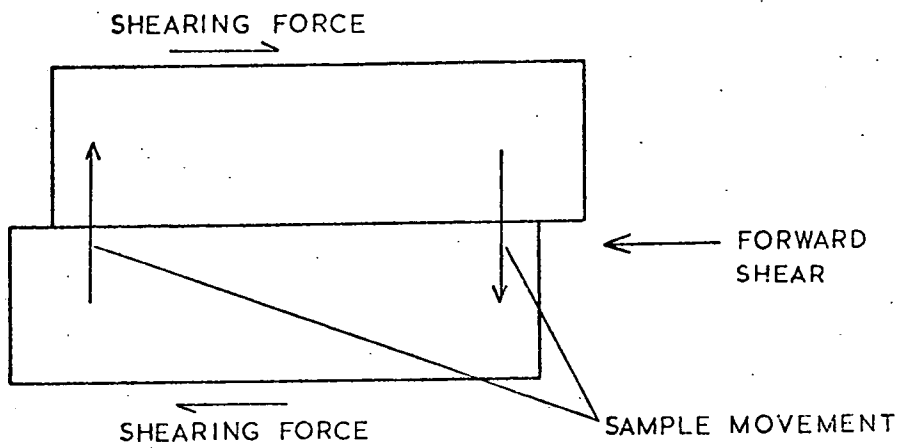 SHEARING FORCE
FORWARD
SHEAR
SAMPLE MOVEMENT
SHEARING FORCE